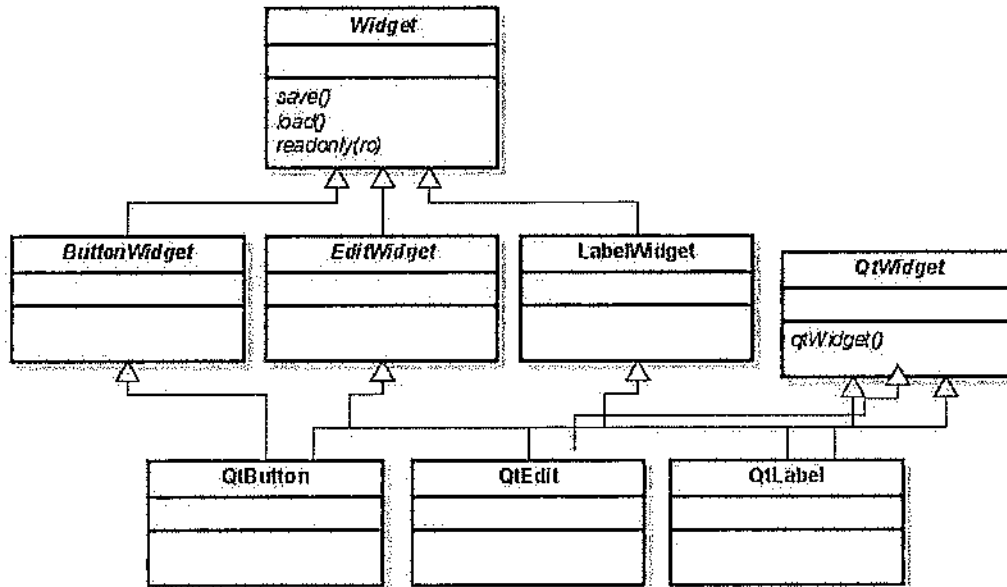 Widget
save()
load()
readonly(ro)
ButtonWidget
EditWidget
LabelWidget
QtWidget
qtWidget()
QtButton
QtEdit
QtLabel